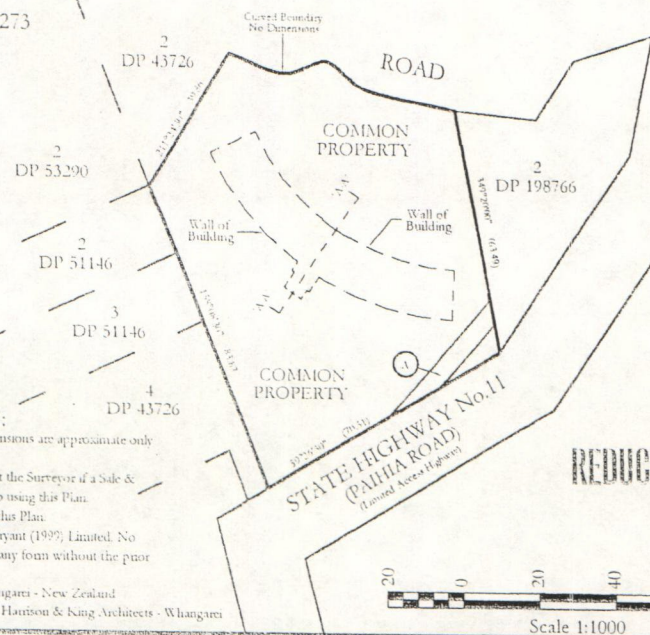 273
Curved Boundary
No Dimensions
2
DP 43726
ROAD
COMMON
PROPERTY
2
DP 53290
2
DP 198766
Wall of
Building
Wall of
Building
2
DP 51146
3
DP 51146
A
COMMON
PROPERTY
4
DP 43726
STATE HIGHWAY No.11
(PAIHIA ROAD)
(Limited Access Highway)
:
nsions are approximate only
t the Surveyor if a Sale &
o using this Plan.
his Plan.
ryant (1999) Limited. No
any form without the prior
ngarei - New Zealand
Harrison & King Architects - Whangarei
REDUC
20 0 20 40
Scale 1:1000